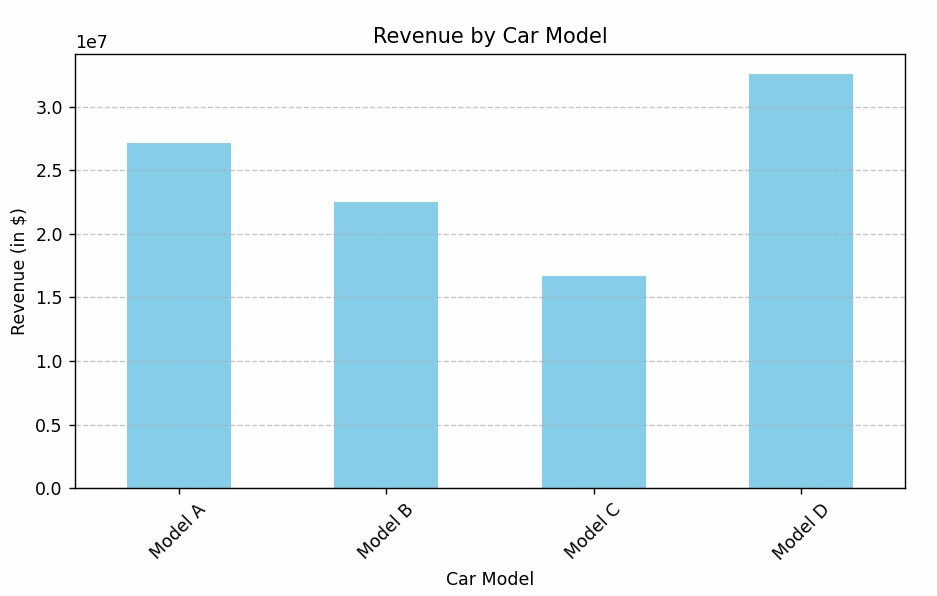 Revenue by Car Model
1e7
3.0
2.5
2.0
1.5
1.0
0.5
0.0
Revenue (in $)
Model A
Model B
Model C
Model D
Car Model